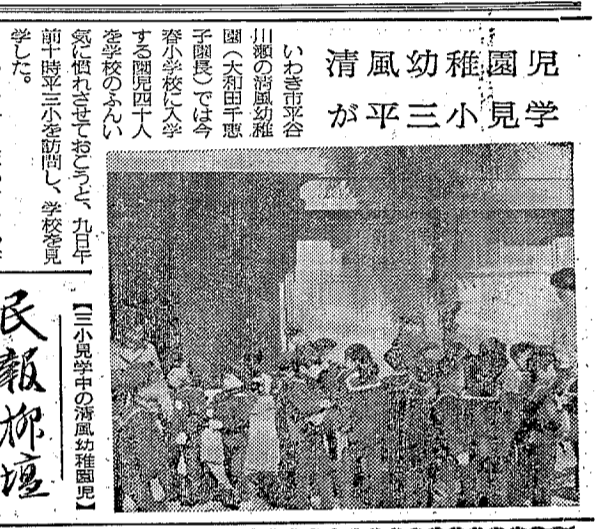 清風幼稚園児
が平三小見学
いわき市平谷
川瀬の清風幼稚
園（大和田千恵
子園長）では今
春小学校に入学
する園児四十人
を学校のふんい
気に慣れさせておこうと、九日午
前十時平三小を訪問し、学校を見
学した。
【三小見学中の清風幼稚園児】
民報柳壇